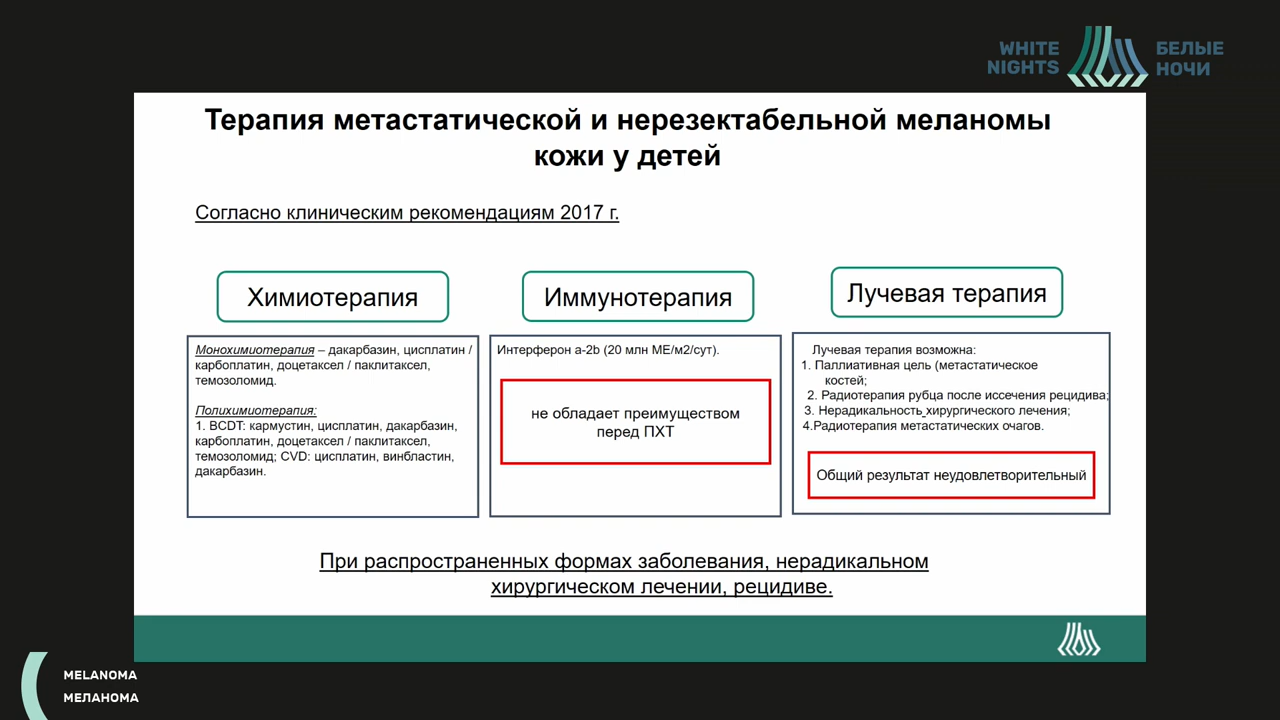 WHITE
NIGHTS
БЕЛЫЕ
НОЧИ
Терапия метастатической и нерезектабельной меланомы
кожи у детей
Согласно клиническим рекомендациям 2017 г.
Химиотерапия
Монохимиотерапия – дакарбазин, цисплатин /
карбоплатин, доцетаксел / паклитаксел,
темозоломид.
Полихимиотерапия:
1. BCDT: кармустин, цисплатин, дакарбазин,
карбоплатин, доцетаксел / паклитаксел,
темозоломид; CVD: цисплатин, винбластин,
дакарбазин.
Иммунотерапия
Интерферон a-2b (20 млн МЕ/м2/сут).
не обладает преимуществом
перед ПХТ
Лучевая терапия
Лучевая терапия возможна:
1. Паллиативная цель (метастатическое
костей;
2. Радиотерапия рубца после иссечения рецидива;
3. Нерадикальность хирургического лечения;
4.Радиотерапия метастатических очагов.
Общий результат неудовлетворительный
При распространенных формах заболевания, нерадикальном
хирургическом лечении, рецидиве.
MELANOMA
МЕЛАНОМА